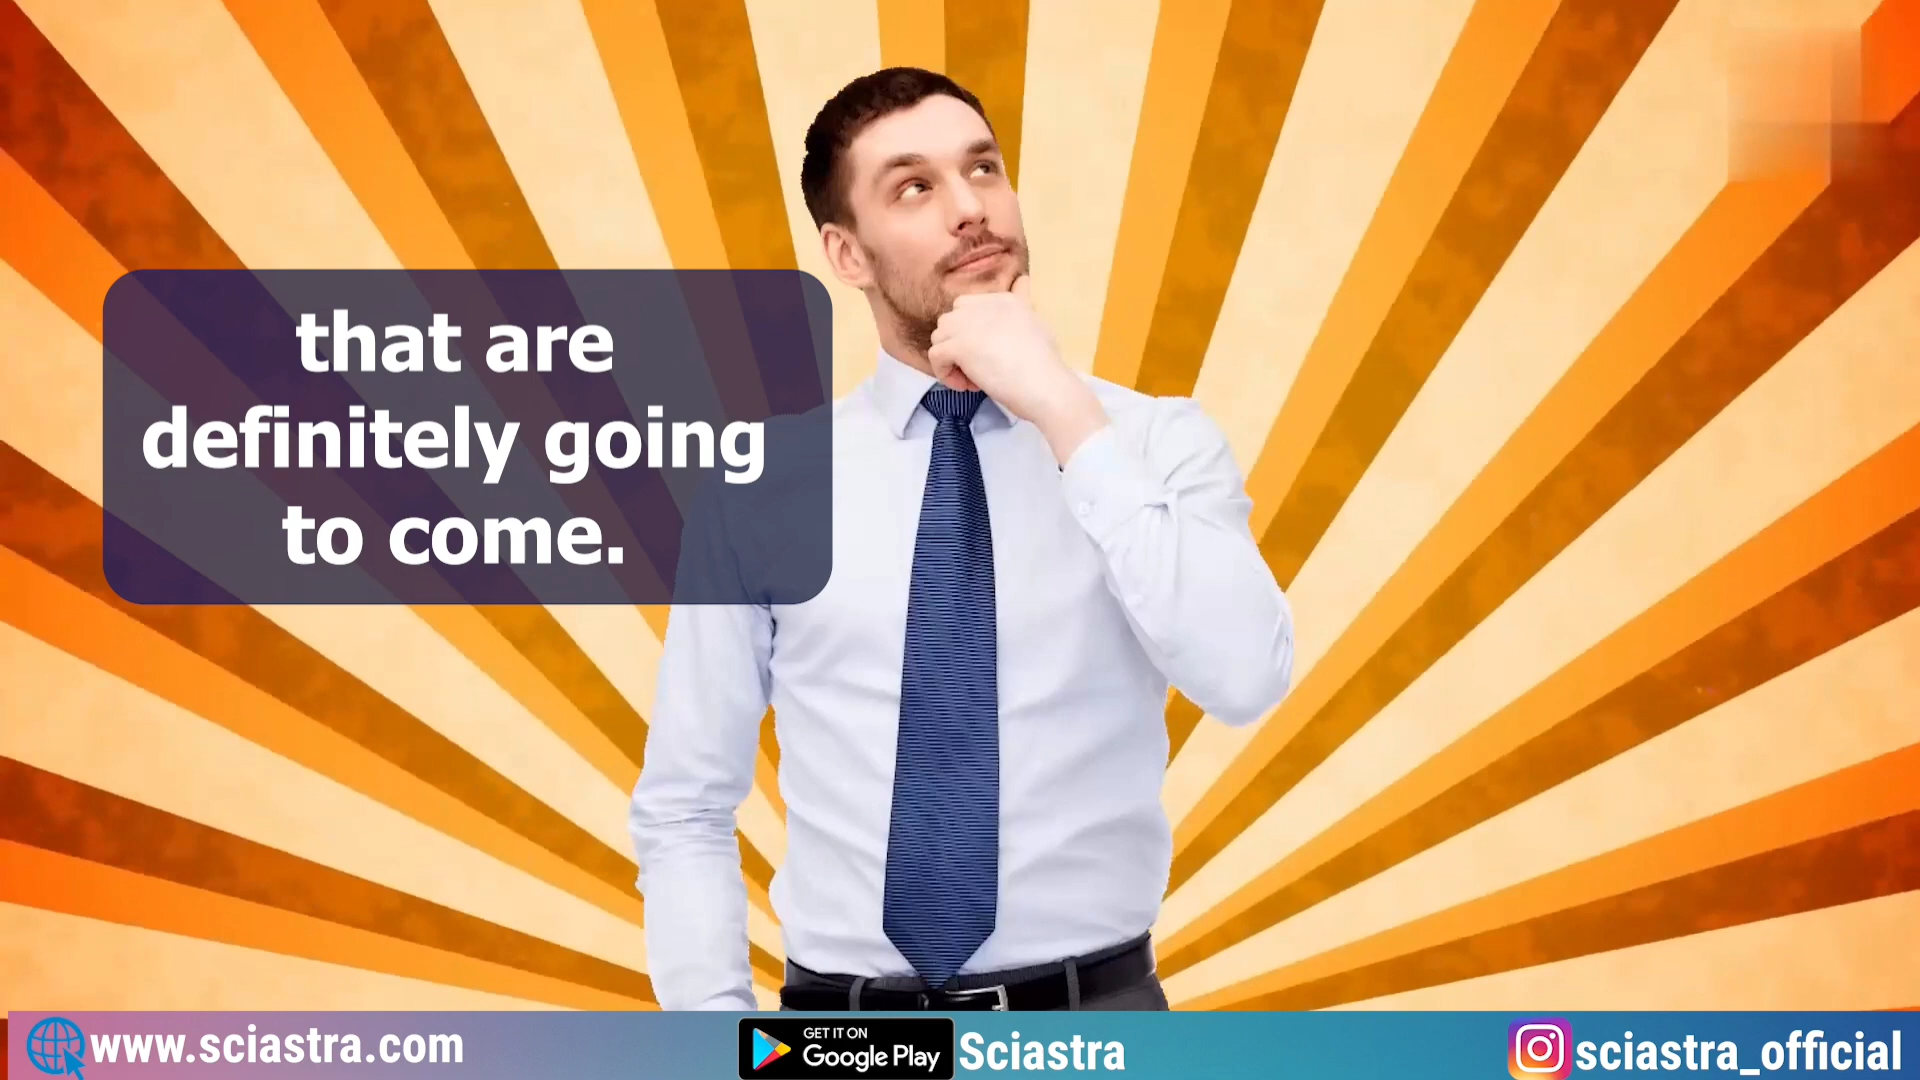 that are
definitely going
to come.
www.sciastra.com
GET IT ON
Google Play
Sciastra
sciastra_official